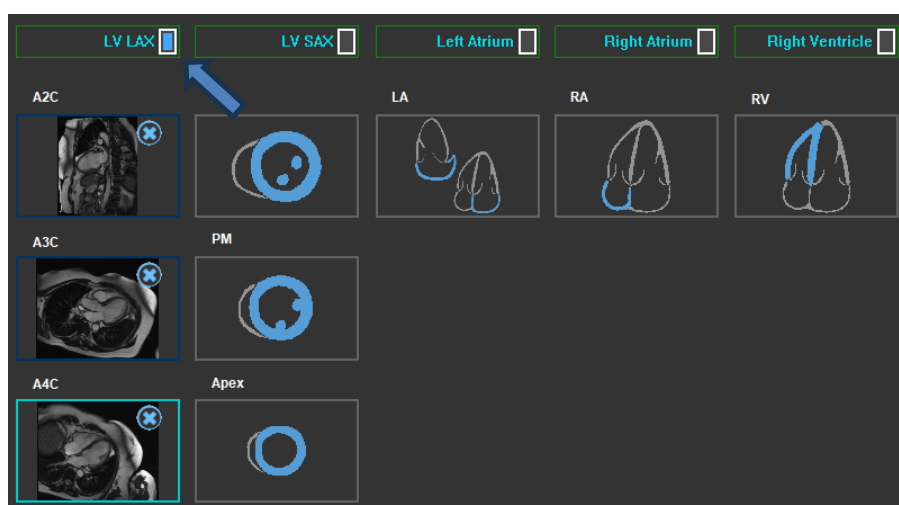 LV LAX
LV SAX
Left Atrium
Right Atrium
Right Ventricle
A2C
LA
RA
RV
A3C
PM
A4C
Apex